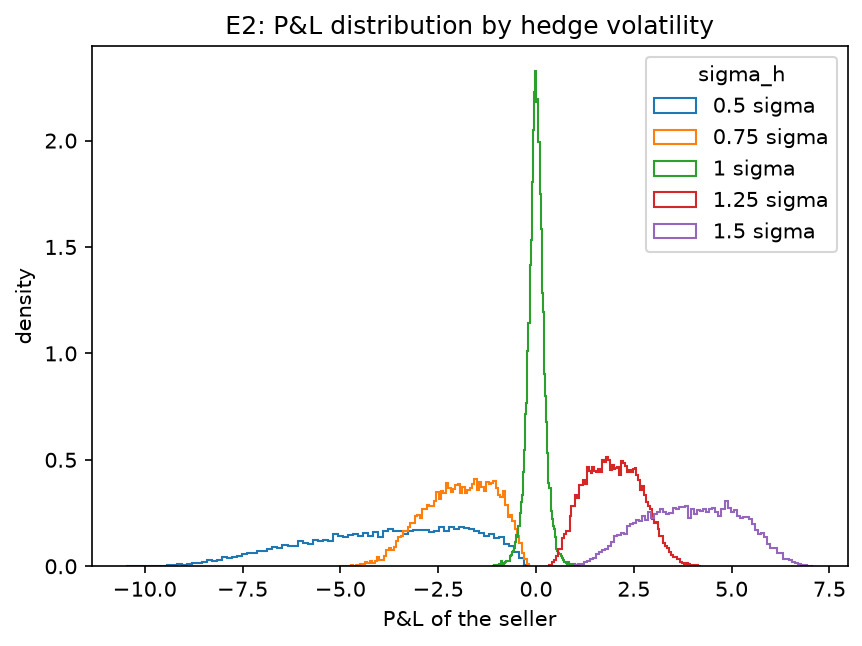 E2: P&L distribution by hedge volatility
sigma_h
0.5 sigma
0.75 sigma
1 sigma
1.25 sigma
1.5 sigma
density
2.0
1.5
1.0
0.5
0.0
−10.0 −7.5 −5.0 −2.5 0.0 2.5 5.0 7.5
P&L of the seller